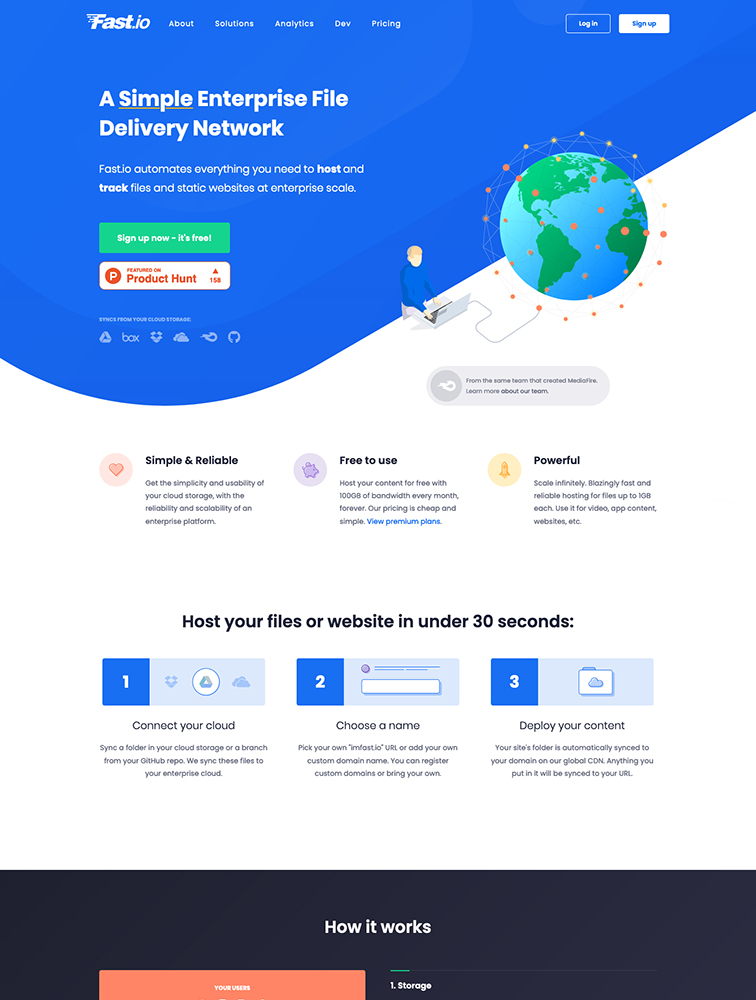 Fast.io
About Solutions Analytics Dev Pricing
Log in
Sign up
A Simple Enterprise File
Delivery Network
Fast.io automates everything you need to host and
track files and static websites at enterprise scale.
Sign up now - it's free!
P
FEATURED ON
Product Hunt
▲
158
SYNCS FROM YOUR CLOUD STORAGE:
box
From the same team that created MediaFire.
Learn more about our team.
Simple & Reliable
Get the simplicity and usability of
your cloud storage, with the
reliability and scalability of an
enterprise platform.
Free to use
Host your content for free with
100GB of bandwidth every month,
forever. Our pricing is cheap and
simple. View premium plans.
Powerful
Scale infinitely. Blazingly fast and
reliable hosting for files up to 1GB
each. Use it for video, app content,
websites, etc.
Host your files or website in under 30 seconds:
1
Connect your cloud
Sync a folder in your cloud storage or a branch
from your GitHub repo. We sync these files to
your enterprise cloud.
2
Choose a name
Pick your own "imfast.io" URL or add your own
custom domain name. You can register
custom domains or bring your own.
3
Deploy your content
Your site's folder is automatically synced to
your domain on our global CDN. Anything you
put in it will be synced to your URL.
How it works
YOUR USERS
1. Storage